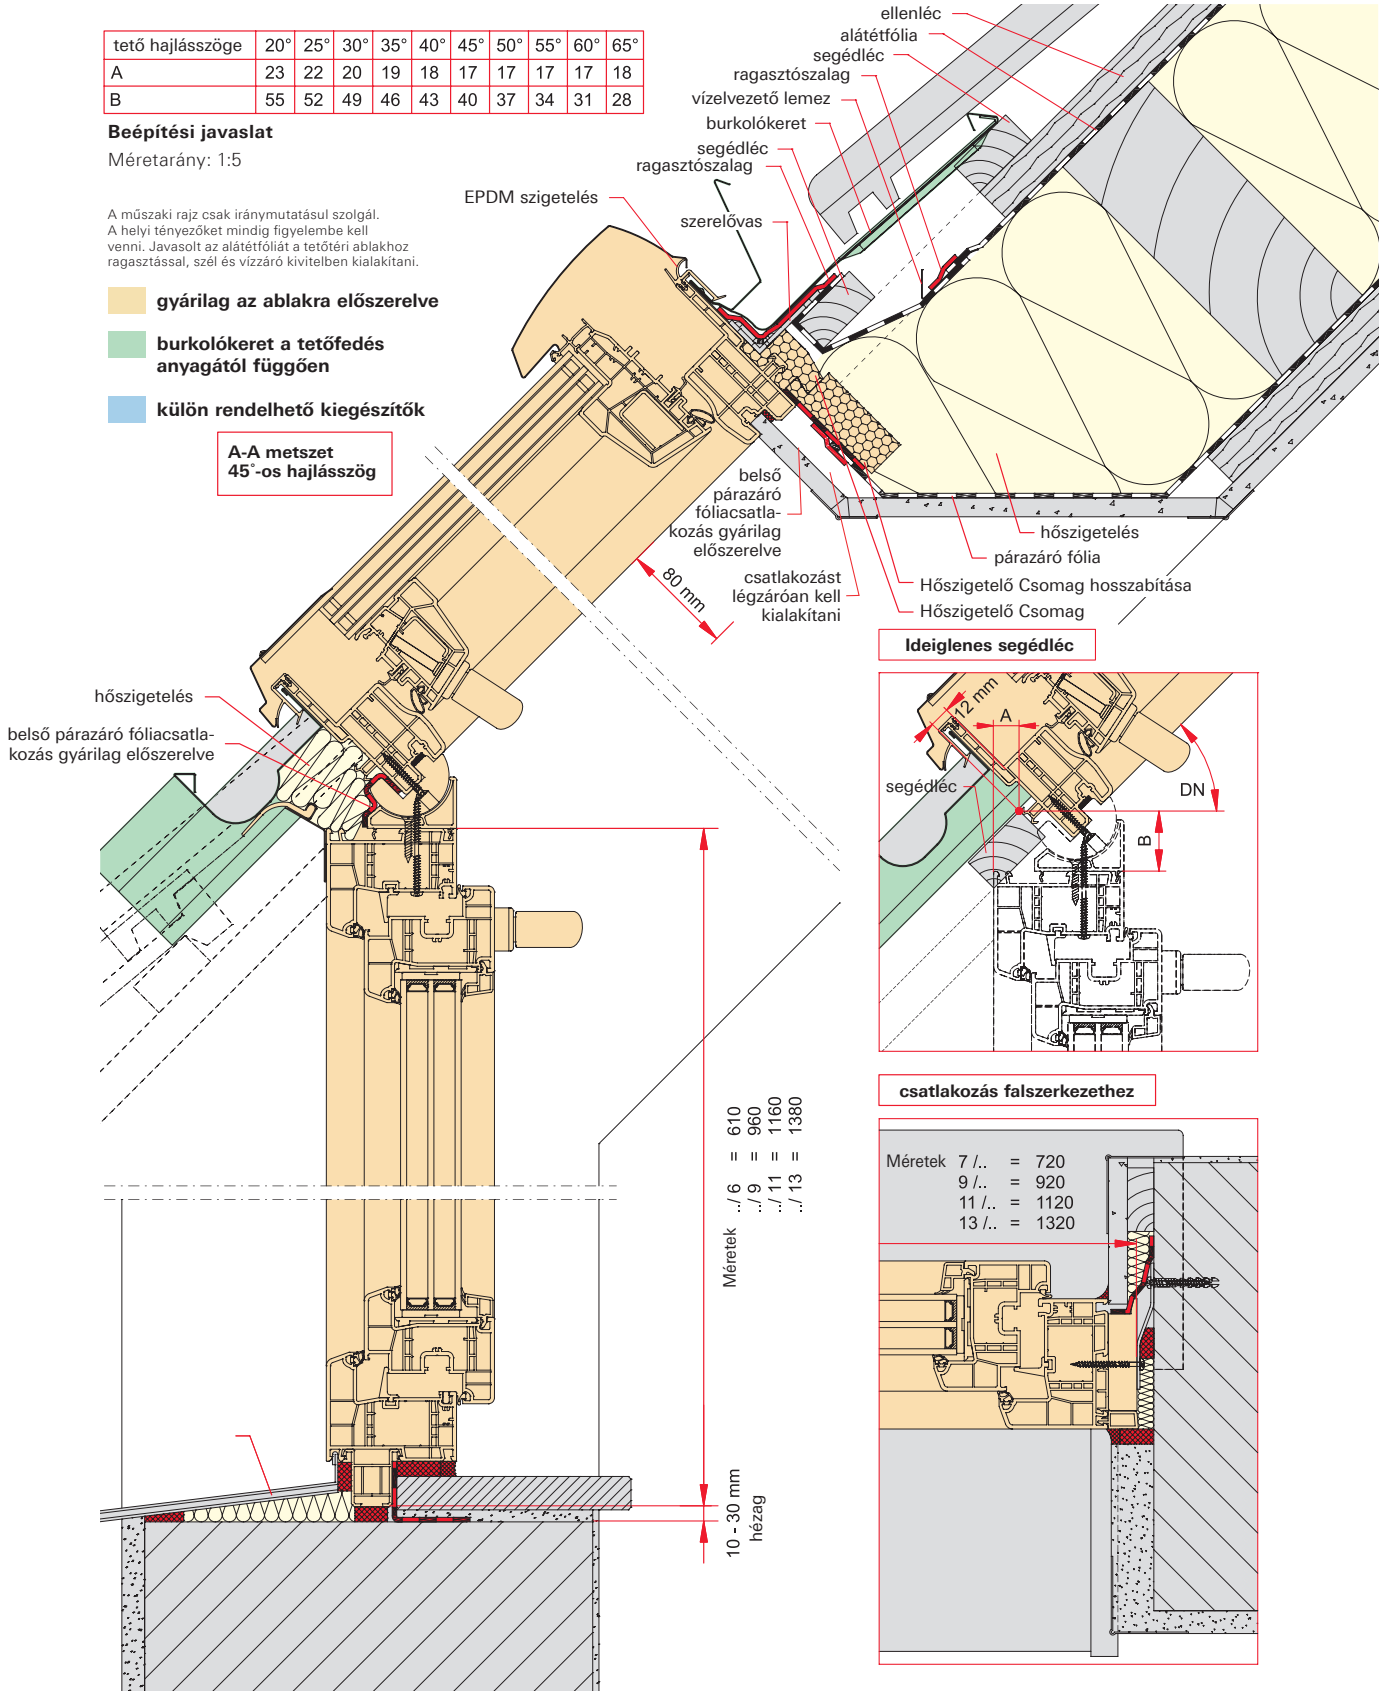 tető hajlásszöge 20° 25° 30° 35° 40° 45° 50° 55° 60° 65°
A 23 22 20 19 18 17 17 17 17 18
B 55 52 49 46 43 40 37 34 31 28
Beépítési javaslat
Méretarány: 1:5
A műszaki rajz csak iránymutatásul szolgál.
A helyi tényezőket mindig figyelembe kell
venni. Javasolt az alátétfóliát a tetőtéri ablakhoz
ragasztással, szél és vízzáró kivitelben kialakítani.
gyárilag az ablakra előszerelve
burkolókeret a tetőfedés
anyagától függően
külön rendelhető kiegészítők
A-A metszet
45°-os hajlásszög
ellenléc
alátétfólia
segédléc
ragasztószalag
vízelvezető lemez
burkolókeret
segédléc
ragasztószalag
EPDM szigetelés
szerelővas
belső
párazáró
fóliacsatla-
kozás gyárilag
előszerelve
csatlakozást
légzáróan kell
kialakítani
hőszigetelés
párazáró fólia
Hőszigetelő Csomag hosszabítása
Hőszigetelő Csomag
80 mm
hőszigetelés
belső párazáró fóliacsatla-
kozás gyárilag előszerelve
Ideiglenes segédléc
12 mm
A
segédléc
DN
B
Méretek ../ 6 = 610
../ 9 = 960
../ 11 = 1160
../ 13 = 1380
10 - 30 mm
hézag
csatlakozás falszerkezethez
Méretek 7 /.. = 720
9 /.. = 920
11 /.. = 1120
13 /.. = 1320